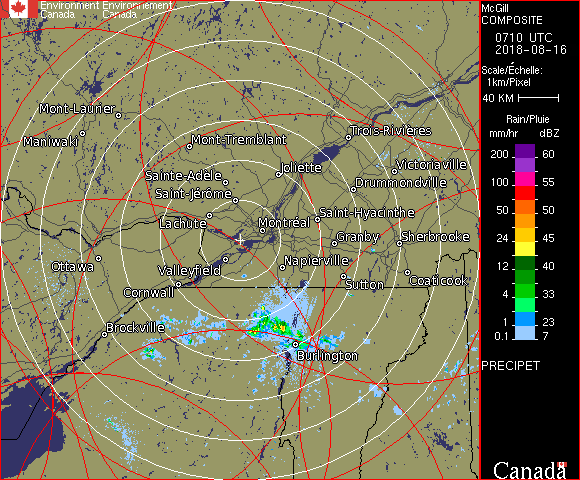 Environment Environnement
Canada Canada
McGill
COMPOSITE
0710 UTC
2018-08-16
Scale/Échelle:
1km/Pixel
40 KM
Rain/Pluie
mm/hr dBZ
200 60
100 55
50 50
24 45
12 40
4 33
1 23
0.1 7
PRECIPET
Canada
Mont-Laurier
Maniwaki
Mont-Tremblant
Trois-Rivières
Joliette
Victoriaville
Sainte-Adèle
Drummondville
Saint-Jérôme
Saint-Hyacinthe
Lachute
Montréal
Granby
Sherbrooke
Ottawa
Valleyfield
Napierville
Cornwall
Sutton
Coaticook
Brockville
Burlington